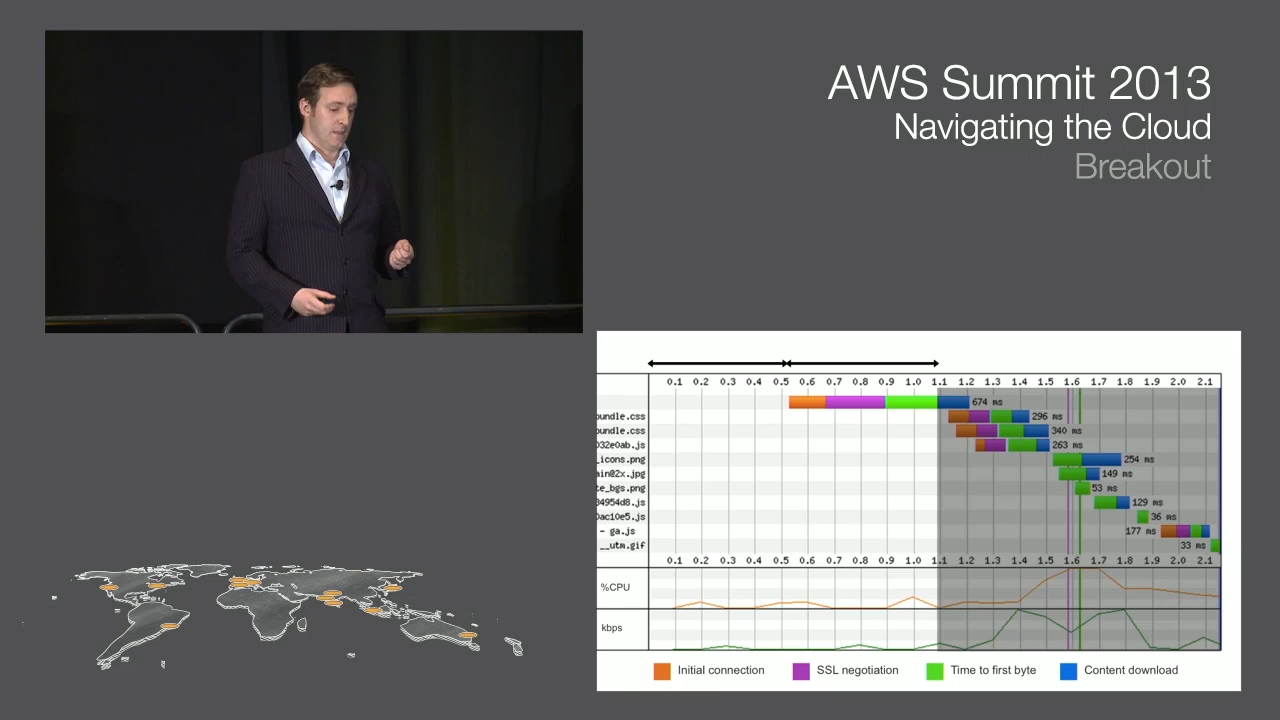 AWS Summit 2013
Navigating the Cloud
Breakout
0.1 0.2 0.3 0.4 0.5 0.6 0.7 0.8 0.9 1.0 1.1 1.2 1.3 1.4 1.5 1.6 1.7 1.8 1.9 2.0 2.1
674 ms
bundle.css 296 ms
bundle.css 340 ms
032e0ab.js 263 ms
_icons.png 254 ms
ain@2x.jpg 149 ms
te_bgs.png 53 ms
84954d8.js 129 ms
0ac10e5.js 36 ms
- ga.js 177 ms
__utm.gif 33 ms
0.1 0.2 0.3 0.4 0.5 0.6 0.7 0.8 0.9 1.0 1.1 1.2 1.3 1.4 1.5 1.6 1.7 1.8 1.9 2.0 2.1
%CPU
kbps
Initial connection SSL negotiation Time to first byte Content download